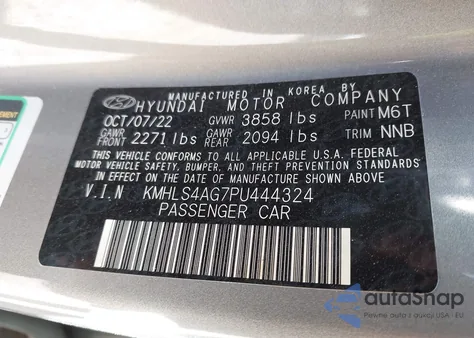 MANUFACTURED IN KOREA BY
HYUNDAI MOTOR COMPANY
OCT/07/22 GVWR 3858 lbs PAINT M6T
GAWR FRONT 2271 lbs GAWR REAR 2094 lbs TRIM NNB
THIS VEHICLE CONFORMS TO ALL APPLICABLE U.S. FEDERAL
MOTOR VEHICLE SAFETY, BUMPER, AND THEFT PREVENTION STANDARDS
IN EFFECT ON THE DATE OF MANUFACTURE SHOWN ABOVE.
V.I.N KMHLS4AG7PU444324
PASSENGER CAR
autosnap